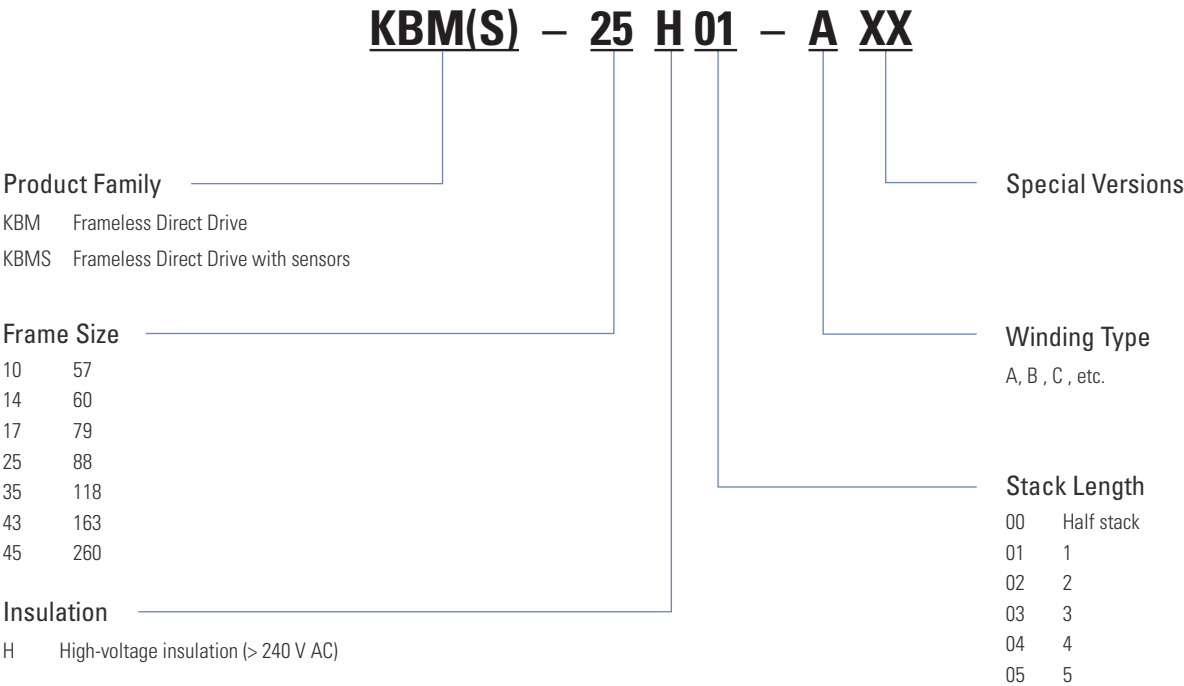 KBM(S) – 25 H 01 – A XX
Product Family
KBM Frameless Direct Drive
KBMS Frameless Direct Drive with sensors
Frame Size
10 57
14 60
17 79
25 88
35 118
43 163
45 260
Insulation
H High-voltage insulation (> 240 V AC)
Special Versions
Winding Type
A, B , C , etc.
Stack Length
00 Half stack
01 1
02 2
03 3
04 4
05 5